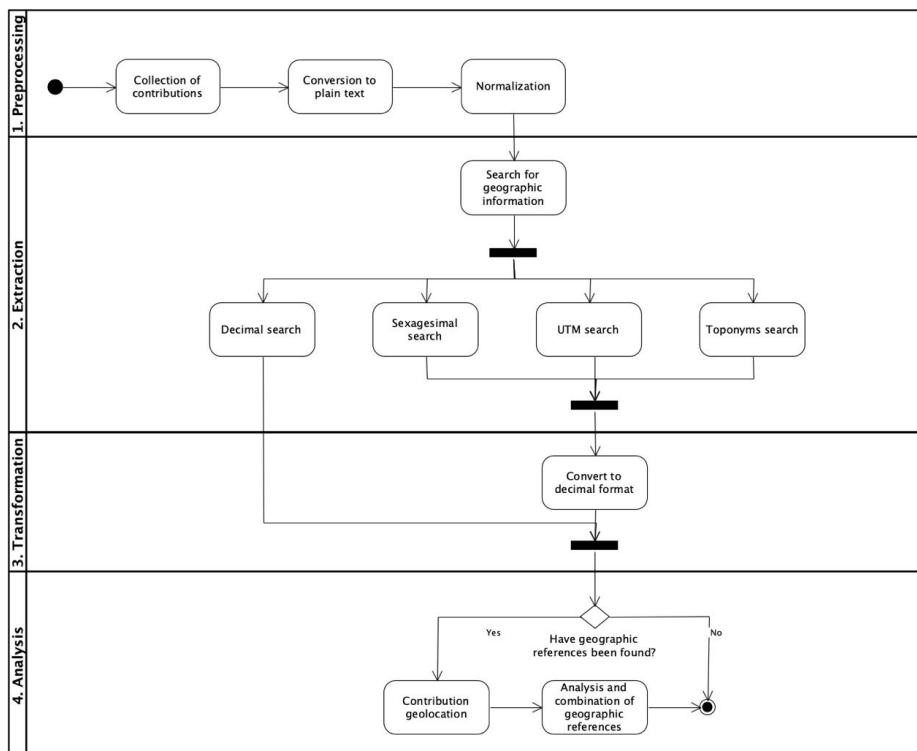 1. Preprocessing
Collection of
contributions
Conversion to
plain text
Normalization
2. Extraction
Search for
geographic
information
Decimal search
Sexagesimal
search
UTM search
Toponyms search
3. Transformation
Convert to
decimal format
4. Analysis
Yes
Have geographic
references been found?
No
Contribution
geolocation
Analysis and
combination of
geographic
references